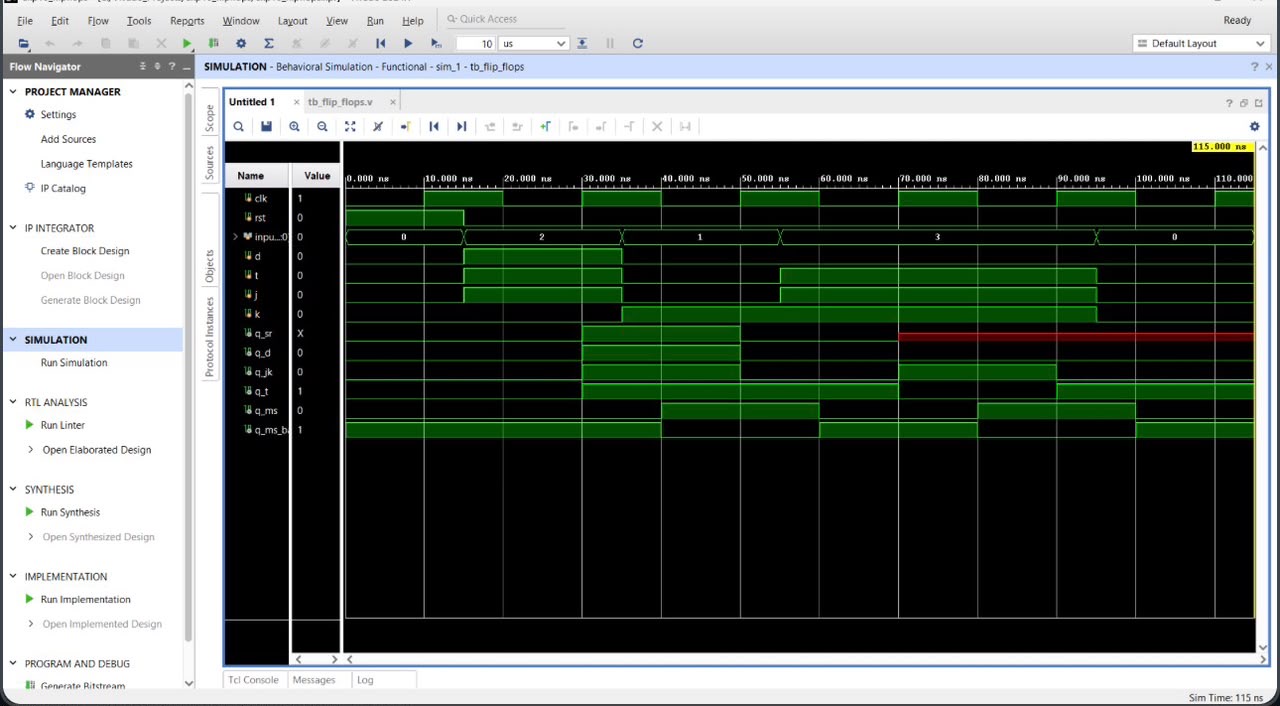 File Edit Flow Tools Reports Window Layout View Run Help Quick Access Ready
10 us Default Layout
Flow Navigator
SIMULATION - Behavioral Simulation - Functional - sim_1 - tb_flip_flops
PROJECT MANAGER
Settings
Add Sources
Language Templates
IP Catalog
IP INTEGRATOR
Create Block Design
Open Block Design
Generate Block Design
SIMULATION
Run Simulation
RTL ANALYSIS
Run Linter
Open Elaborated Design
SYNTHESIS
Run Synthesis
Open Synthesized Design
IMPLEMENTATION
Run Implementation
Open Implemented Design
PROGRAM AND DEBUG
Generate Bitstream
Scope
Sources
Objects
Protocol Instances
Untitled 1 tb_flip_flops.v
115.000 ns
Name Value
0.000 ns 10.000 ns 20.000 ns 30.000 ns 40.000 ns 50.000 ns 60.000 ns 70.000 ns 80.000 ns 90.000 ns 100.000 ns 110.000
clk 1
rst 0
inpu...:0] 0 0 2 1 3 0
d 0
t 0
j 0
k 0
q_sr X
q_d 0
q_jk 0
q_t 1
q_ms 0
q_ms_ba 1
Tcl Console Messages Log
Sim Time: 115 ns